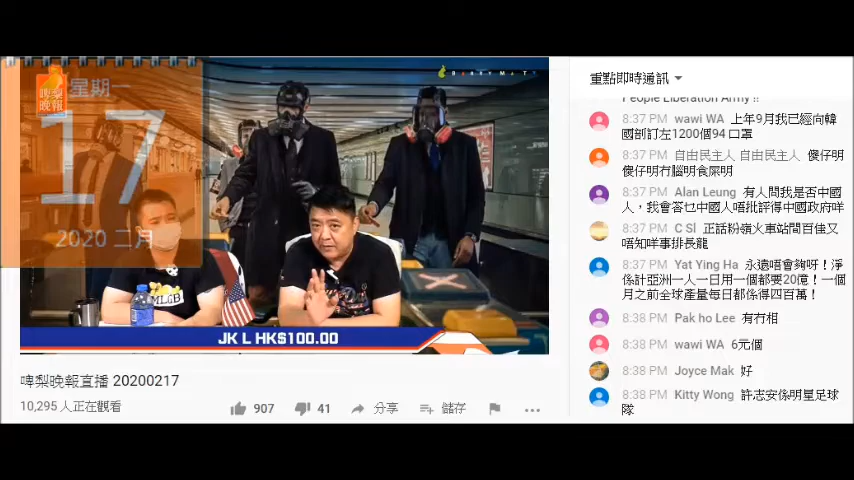 星期一
啤梨
晚報
17
2020 二月
MLGB
JK L HK$100.00
啤梨晚報直播 20200217
10,295 人正在觀看
907
41
分享
儲存
重點即時通訊
People Liberation Army !!
8:37 PM wawi WA 上年9月我已經向韓
國剖訂左1200個94 口罩
8:37 PM 自由民主人 自由民主人 傻仔明
傻仔明冇腦明食屎明
8:37 PM Alan Leung 有人問我是否中國
人，我會答乜中國人唔批評得中國政府咩
8:37 PM C Sl 正話粉嶺火車站間百佳又
唔知咩事排長龍
8:37 PM Yat Ying Ha 永遠唔會夠呀！淨
係計亞洲一人一日用一個都要20億！一個
月之前全球產量每日都係得四百萬！
8:38 PM Pak ho Lee 有冇相
8:38 PM wawi WA 6元個
8:38 PM Joyce Mak 好
8:38 PM Kitty Wong 許志安係明星足球
隊